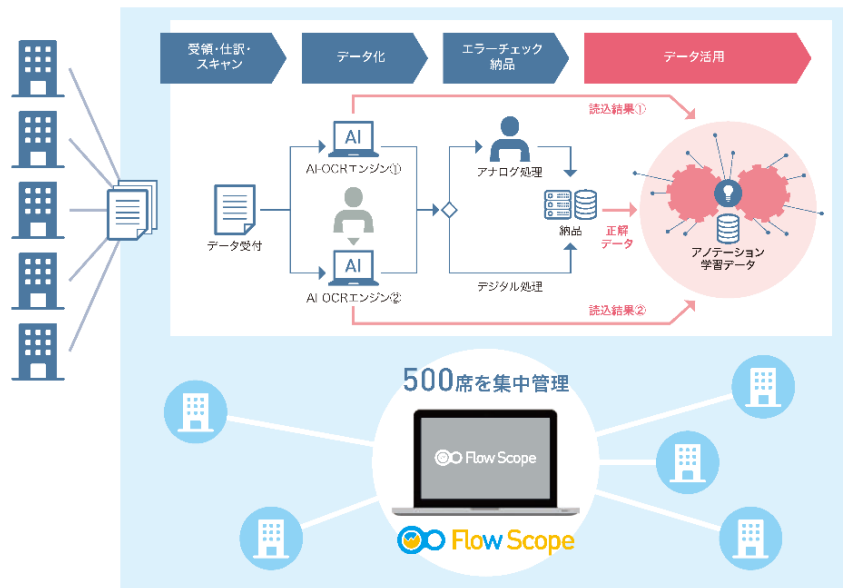 受領・仕訳・
スキャン
データ化
エラーチェック
納品
データ活用
読込結果①
AI
AI-OCRエンジン①
アナログ処理
データ受付
納品
正解
データ
アノテーション
学習データ
AI
AI OCRエンジン②
デジタル処理
読込結果②
500席を集中管理
Flow Scope
Flow Scope